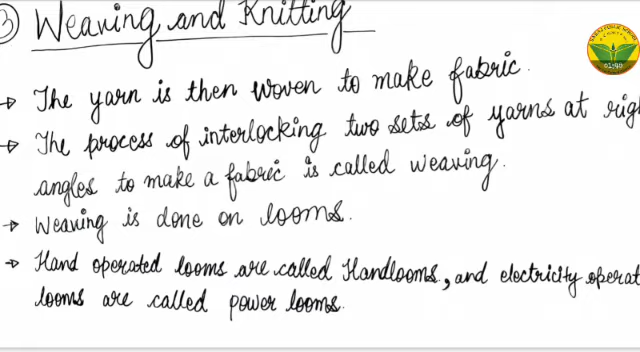 ③ Weaving and Knitting
→ The yarn is then woven to make fabric.
→ The process of interlocking two sets of yarns at righ
angles to make a fabric is called weaving.
→ Weaving is done on looms.
→ Hand operated looms are called Handlooms, and electricity operat
looms are called power looms.